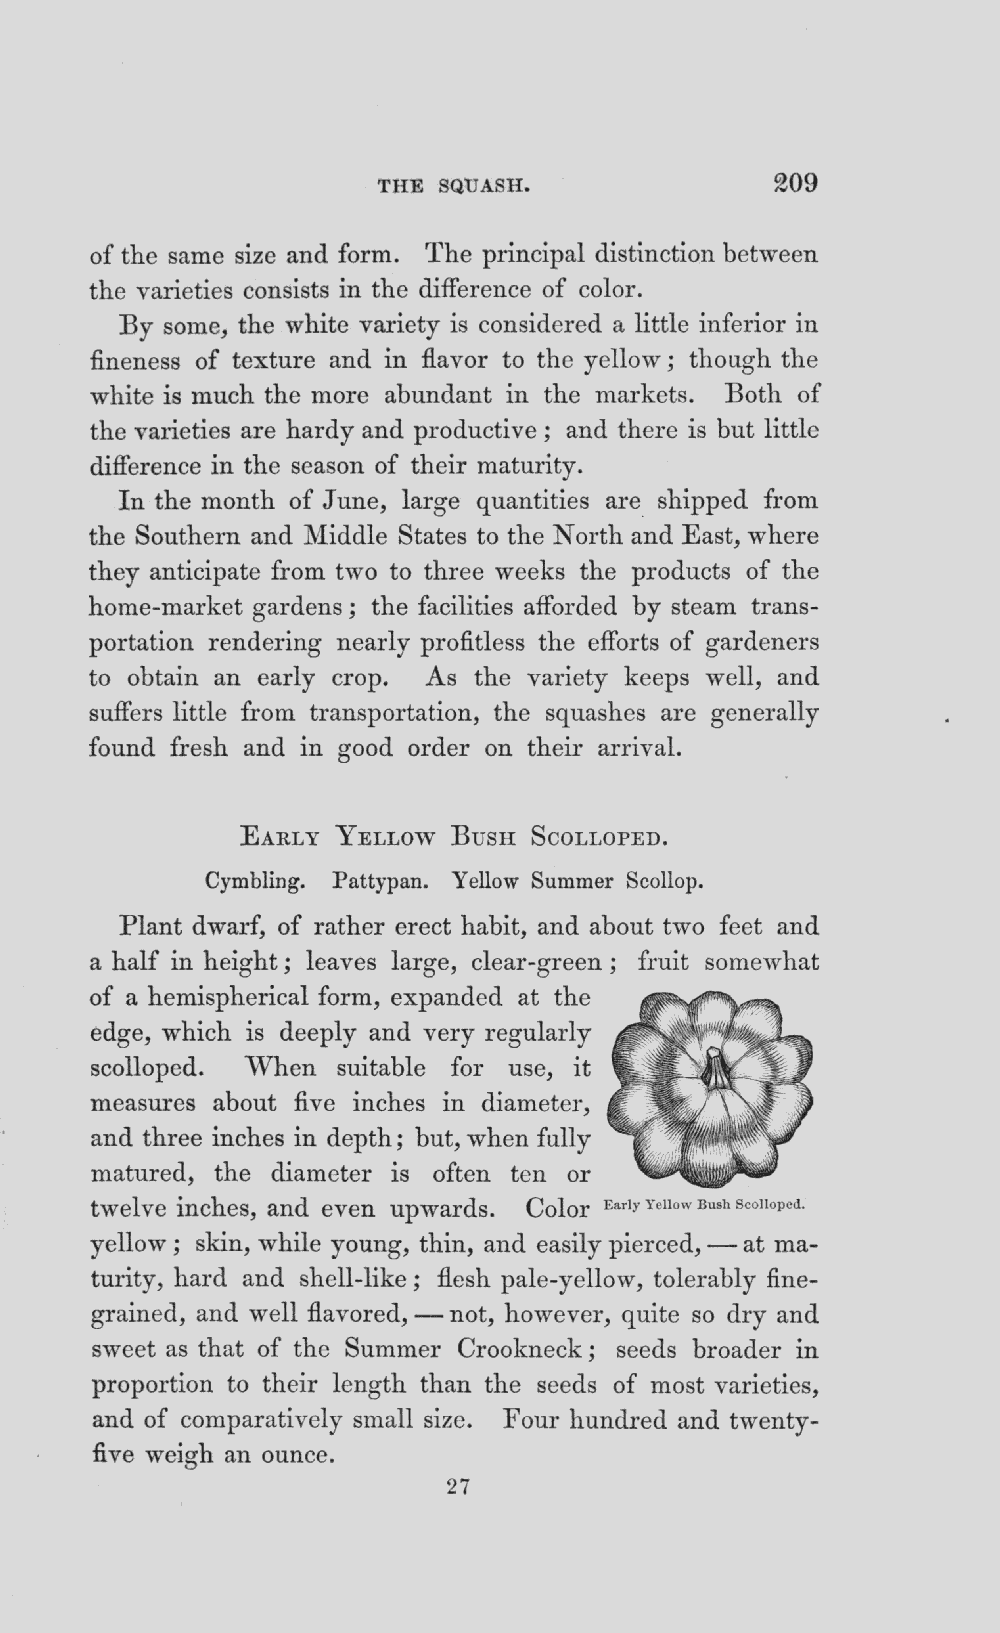 THE SQUASH. 209
of the same size and form. The principal distinction between
the varieties consists in the difference of color.
By some, the white variety is considered a little inferior in
fineness of texture and in flavor to the yellow; though the
white is much the more abundant in the markets. Both of
the varieties are hardy and productive; and there is but little
difference in the season of their maturity.
In the month of June, large quantities are shipped from
the Southern and Middle States to the North and East, where
they anticipate from two to three weeks the products of the
home-market gardens; the facilities afforded by steam trans-
portation rendering nearly profitless the efforts of gardeners
to obtain an early crop. As the variety keeps well, and
suffers little from transportation, the squashes are generally
found fresh and in good order on their arrival.
EARLY YELLOW BUSH SCOLLOPED.
Cymbling. Pattypan. Yellow Summer Scollop.
Plant dwarf, of rather erect habit, and about two feet and
a half in height; leaves large, clear-green; fruit somewhat
of a hemispherical form, expanded at the
edge, which is deeply and very regularly
scolloped. When suitable for use, it
measures about five inches in diameter,
and three inches in depth; but, when fully
matured, the diameter is often ten or
twelve inches, and even upwards. Color
Early Yellow Bush Scolloped.
yellow; skin, while young, thin, and easily pierced, — at ma-
turity, hard and shell-like; flesh pale-yellow, tolerably fine-
grained, and well flavored, — not, however, quite so dry and
sweet as that of the Summer Crookneck; seeds broader in
proportion to their length than the seeds of most varieties,
and of comparatively small size. Four hundred and twenty-
five weigh an ounce.
27